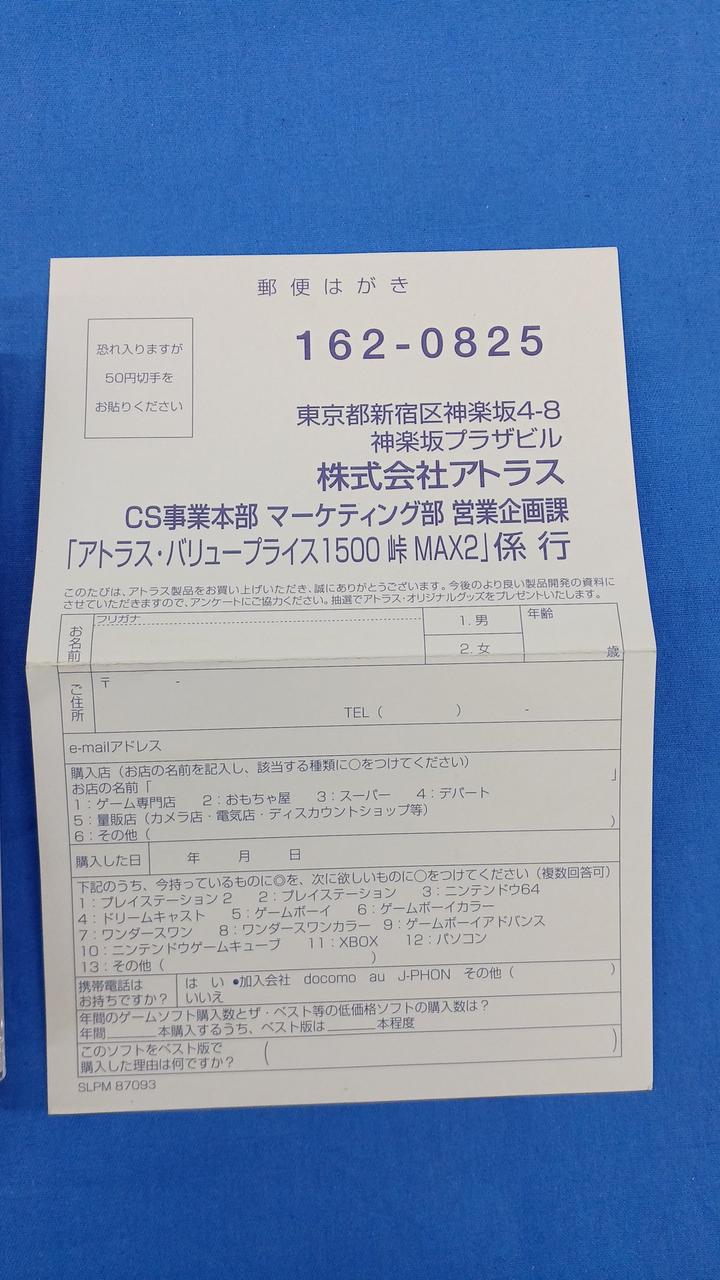 郵便はがき
恐れ入りますが
50円切手を
お貼りください
162-0825
東京都新宿区神楽坂4-8
神楽坂プラザビル
株式会社アトラス
CS事業本部 マーケティング部 営業企画課
「アトラス・バリュープライス1500 峠 MAX2」係 行
このたびは、アトラス製品をお買い上げいただき、誠にありがとうございます。今後のより良い製品開発の資料に
させていただきますので、アンケートにご協力ください。抽選でアトラス・オリジナルグッズをプレゼントいたします。
お名前
フリガナ
1. 男
2. 女
年齢
歳
ご住所
〒 -
TEL ( ) -
e-mailアドレス
購入店（お店の名前を記入し、該当する種類に○をつけてください）
お店の名前「 」
1：ゲーム専門店 2：おもちゃ屋 3：スーパー 4：デパート
5：量販店（カメラ店・電気店・ディスカウントショップ等）
6：その他（ ）
購入した日 年 月 日
下記のうち、今持っているものに◎を、次に欲しいものに○をつけてください（複数回答可）
1：プレイステーション2 2：プレイステーション 3：ニンテンドウ64
4：ドリームキャスト 5：ゲームボーイ 6：ゲームボーイカラー
7：ワンダースワン 8：ワンダースワンカラー 9：ゲームボーイアドバンス
10：ニンテンドウゲームキューブ 11：XBOX 12：パソコン
13：その他（ ）
携帯電話は
お持ちですか？
はい ●加入会社 docomo au J-PHON その他（ ）
いいえ
年間のゲームソフト購入数とザ・ベスト等の低価格ソフトの購入数は？
年間＿＿＿本購入するうち、ベスト版は＿＿＿本程度
このソフトをベスト版で
購入した理由は何ですか？
（ ）
SLPM 87093